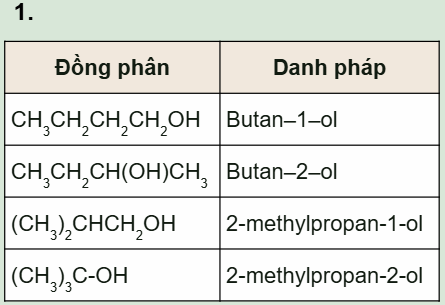 1.
Đồng phân Danh pháp
CH₃CH₂CH₂CH₂OH Butan–1–ol
CH₃CH₂CH(OH)CH₃ Butan–2–ol
(CH₃)₂CHCH₂OH 2-methylpropan-1-ol
(CH₃)₃C-OH 2-methylpropan-2-ol